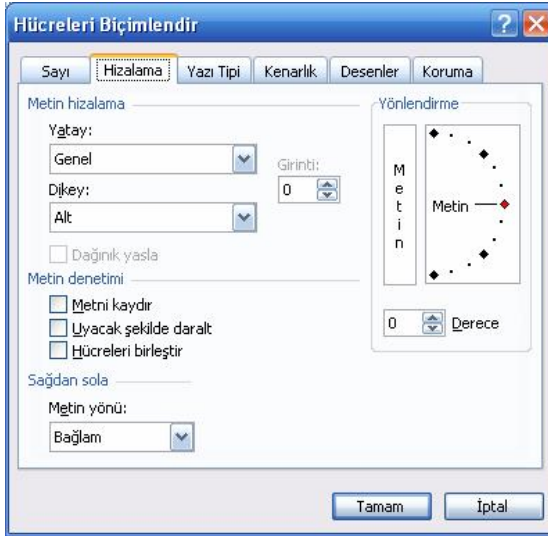 Hücreleri Biçimlendir
Sayı Hizalama Yazı Tipi Kenarlık Desenler Koruma
Metin hizalama
Yatay:
Genel
Girinti:
0
Dikey:
Alt
Dağınık yasla
Metin denetimi
Metni kaydır
Uyacak şekilde daralt
Hücreleri birleştir
Sağdan sola
Metin yönü:
Bağlam
Yönlendirme
Metin
Metin
0 Derece
Tamam İptal